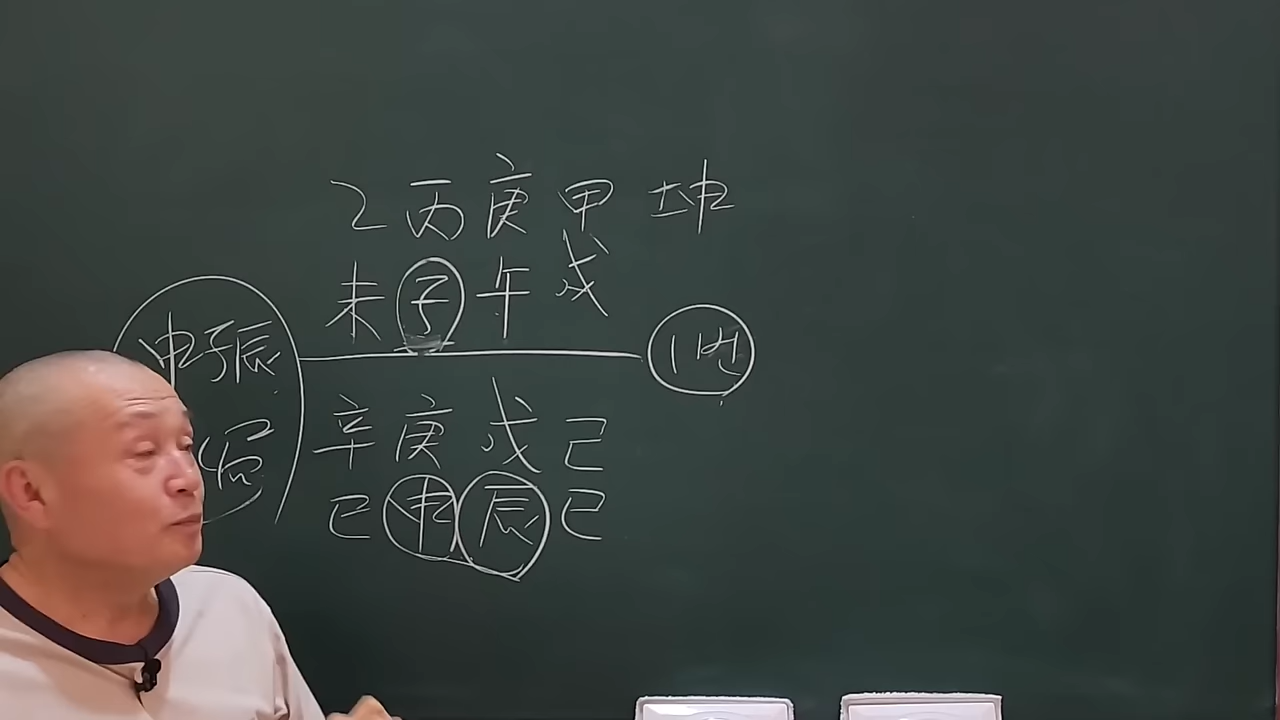 乙丙庚甲 坤
未子午戌
申子辰
1번
辛庚戊己
巳申辰巳